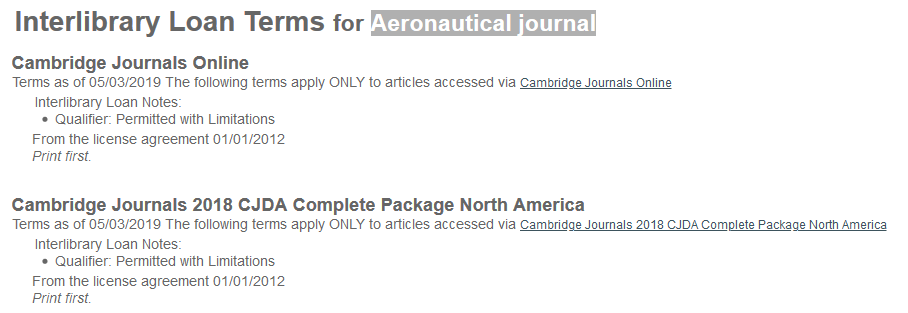 Interlibrary Loan Terms for Aeronautical journal
Cambridge Journals Online
Terms as of 05/03/2019 The following terms apply ONLY to articles accessed via Cambridge Journals Online
Interlibrary Loan Notes:
• Qualifier: Permitted with Limitations
From the license agreement 01/01/2012
Print first.
Cambridge Journals 2018 CJDA Complete Package North America
Terms as of 05/03/2019 The following terms apply ONLY to articles accessed via Cambridge Journals 2018 CJDA Complete Package North America
Interlibrary Loan Notes:
• Qualifier: Permitted with Limitations
From the license agreement 01/01/2012
Print first.